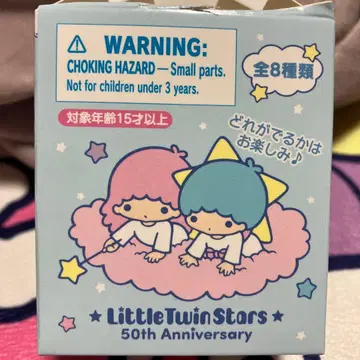 ⚠ WARNING:
CHOKING HAZARD — Small parts.
Not for children under 3 years.
全8種類
対象年齢15才以上
どれがでるかは
お楽しみ♪
★ LittleTwinStars ★
50th Anniversary